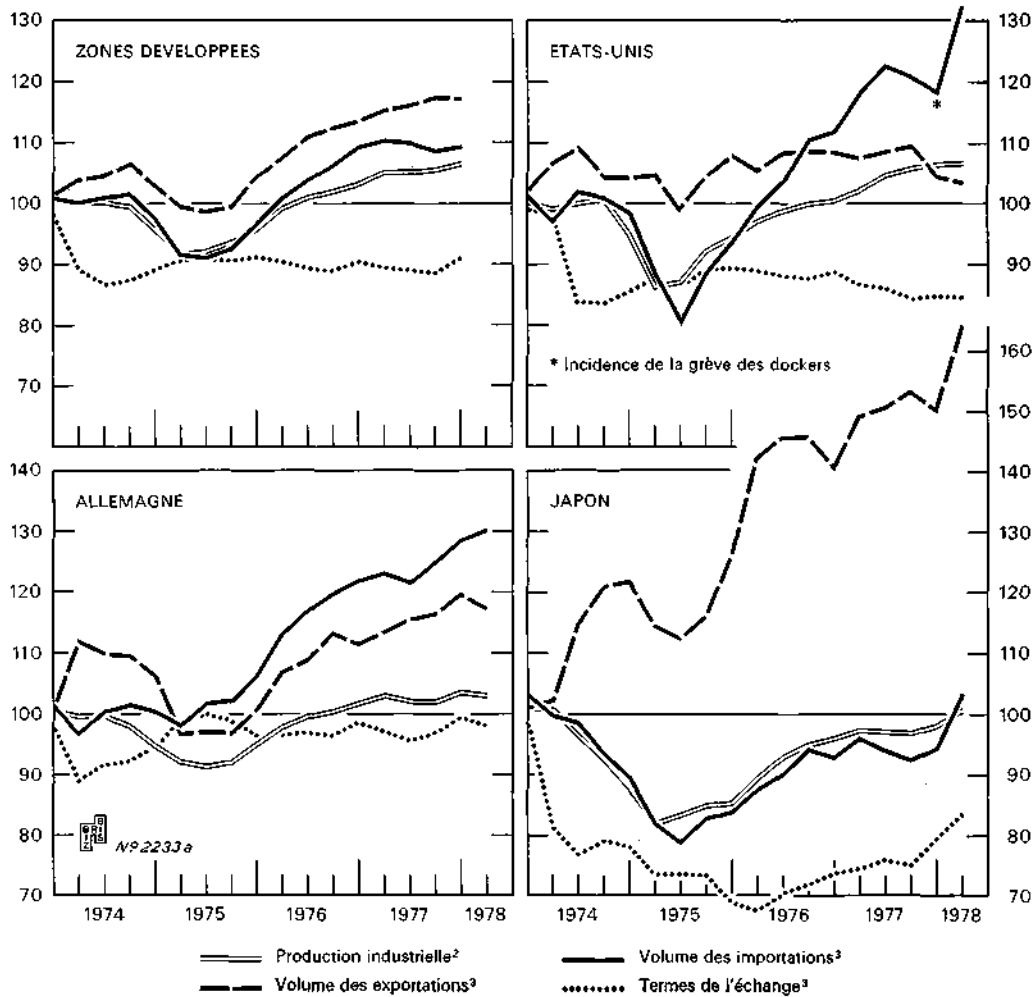 ZONES DEVELOPPEES
ETATS-UNIS
130
120
110
100
90
80
70
130
120
110
100
90
80
* Incidence de la grève des dockers
*
160
150
140
130
120
110
100
90
80
70
ALLEMAGNE
JAPON
140
130
120
110
100
90
80
70
Nº 2233a
1974 1975 1976 1977 1978
1974 1975 1976 1977 1978
Production industrielle²
Volume des importations³
Volume des exportations³
Termes de l'échange³